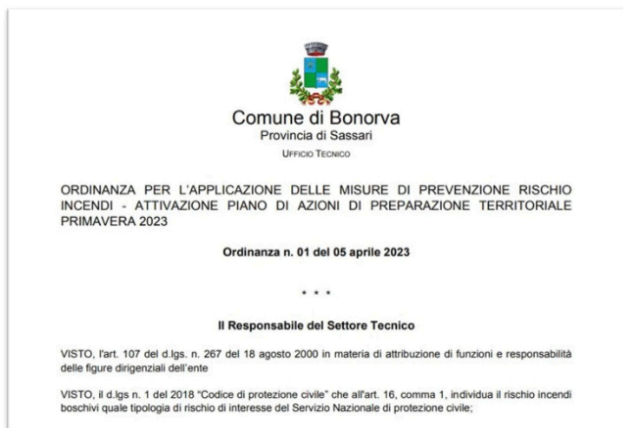 Comune di Bonorva
Provincia di Sassari
UFFICIO TECNICO
ORDINANZA PER L'APPLICAZIONE DELLE MISURE DI PREVENZIONE RISCHIO
INCENDI - ATTIVAZIONE PIANO DI AZIONI DI PREPARAZIONE TERRITORIALE
PRIMAVERA 2023
Ordinanza n. 01 del 05 aprile 2023
* * *
Il Responsabile del Settore Tecnico
VISTO, l'art. 107 del d.lgs. n. 267 del 18 agosto 2000 in materia di attribuzione di funzioni e responsabilità
delle figure dirigenziali dell'ente
VISTO, il d.lgs n. 1 del 2018 "Codice di protezione civile" che all'art. 16, comma 1, individua il rischio incendi
boschivi quale tipologia di rischio di interesse del Servizio Nazionale di protezione civile;